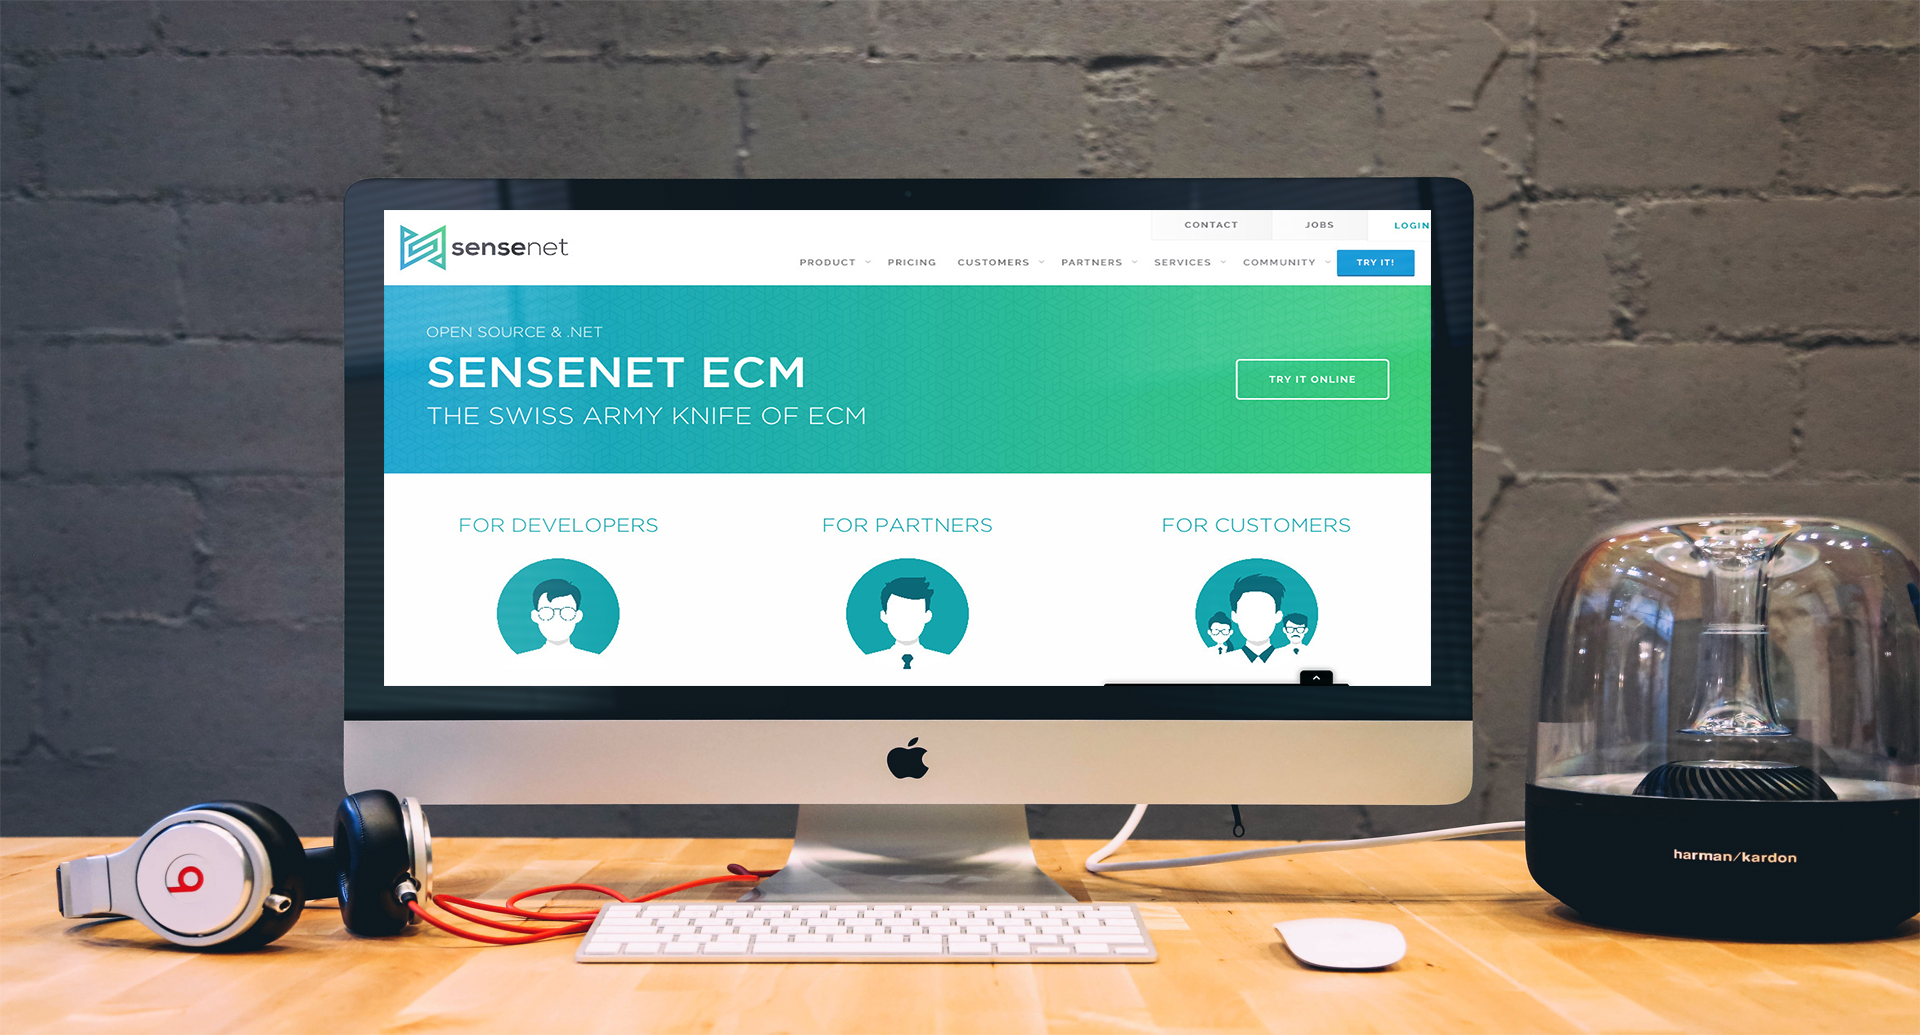 CONTACT JOBS LOGIN
sensenet
PRODUCT PRICING CUSTOMERS PARTNERS SERVICES COMMUNITY TRY IT!
OPEN SOURCE & .NET
SENSENET ECM
THE SWISS ARMY KNIFE OF ECM
TRY IT ONLINE
FOR DEVELOPERS FOR PARTNERS FOR CUSTOMERS
b
harman/kardon